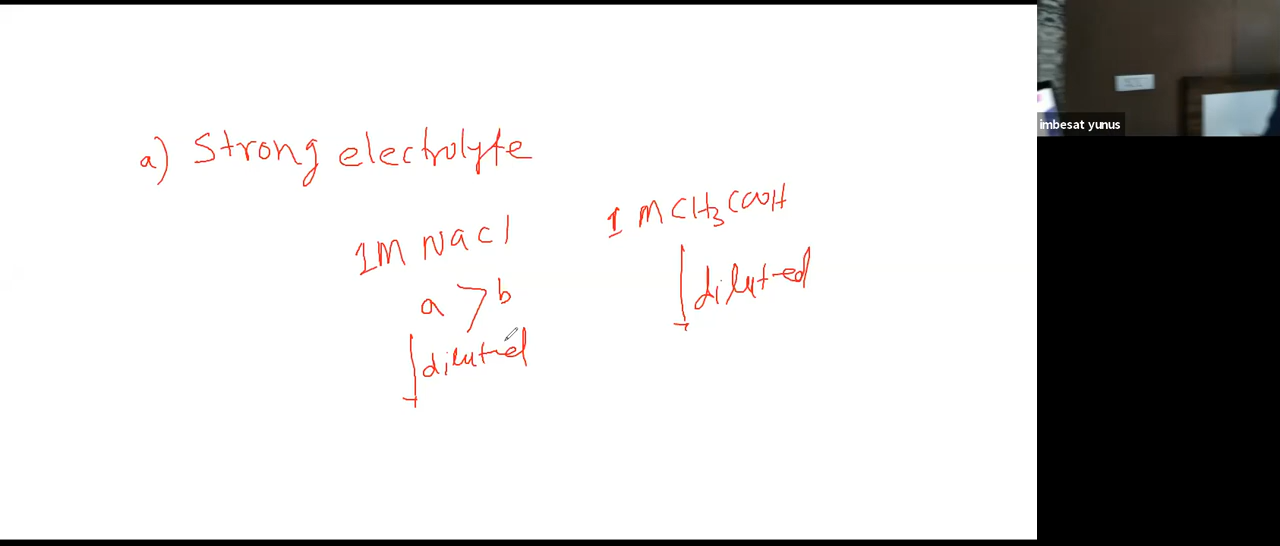 a) Strong electrolyte
1M NaCl
a > b
diluted
1 M CH3COOH
diluted
imbesat yunus